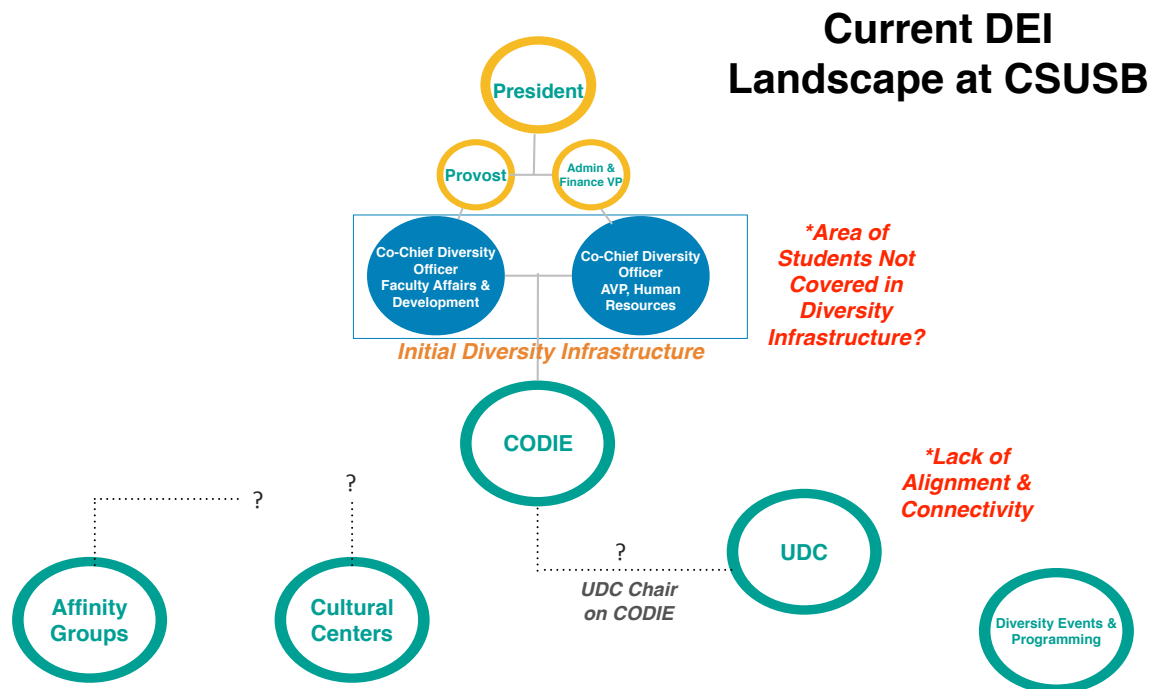 Current DEI
Landscape at CSUSB
President
Provost
Admin &
Finance VP
Co-Chief Diversity
Officer
Faculty Affairs &
Development
Co-Chief Diversity
Officer
AVP, Human
Resources
*Area of
Students Not
Covered in
Diversity
Infrastructure?
Initial Diversity Infrastructure
CODIE
*Lack of
Alignment &
Connectivity
?
?
?
UDC Chair
on CODIE
UDC
Affinity
Groups
Cultural
Centers
Diversity Events &
Programming